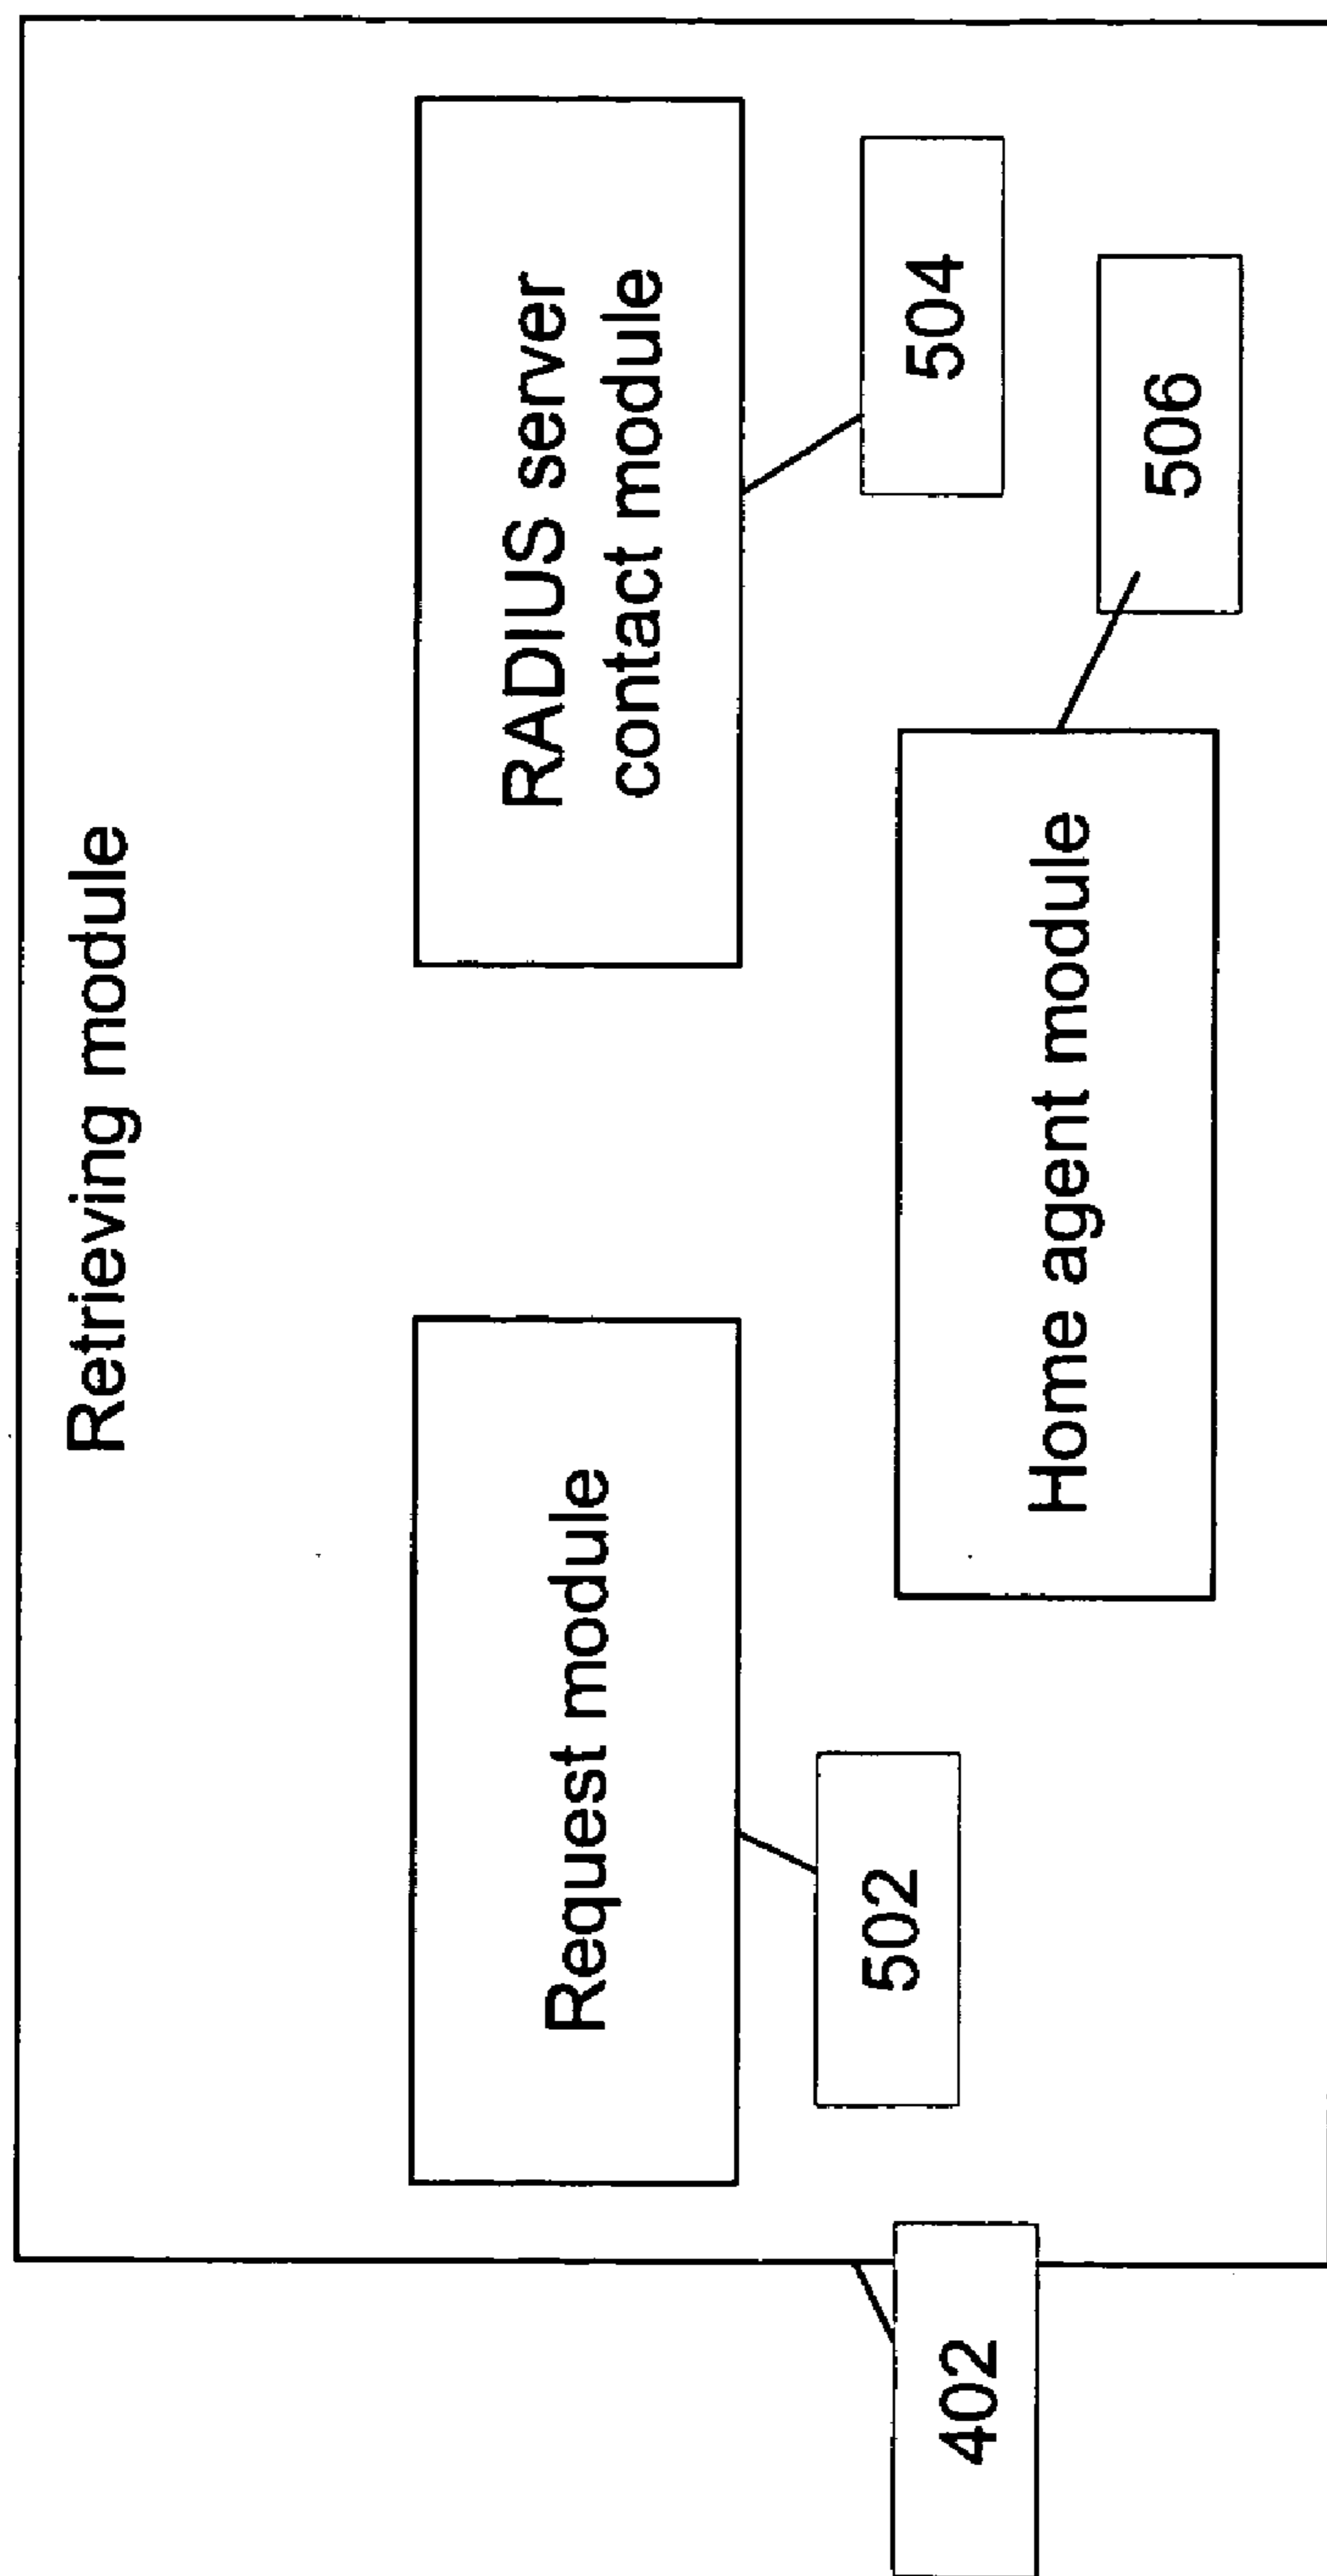 Retrieving module
Request module
RADIUS server
contact module
502
504
Home agent module
506
402